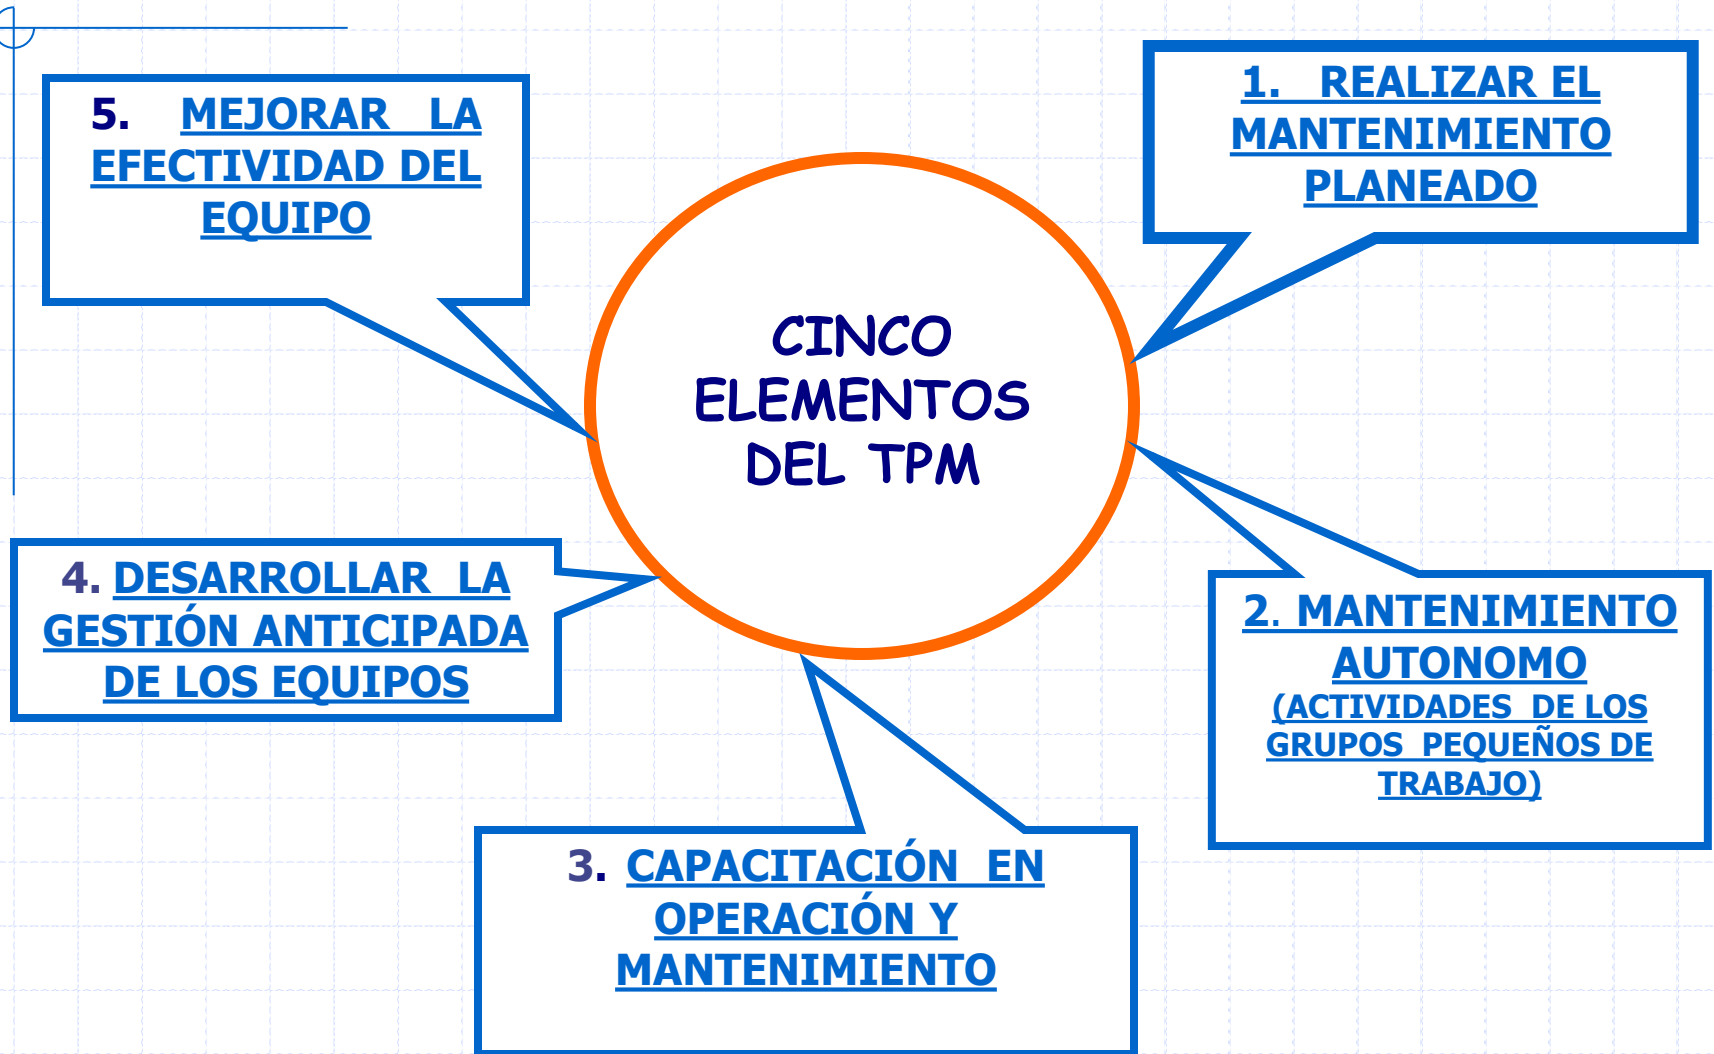 CINCO
ELEMENTOS
DEL TPM
1. REALIZAR EL
MANTENIMIENTO
PLANEADO
2. MANTENIMIENTO
AUTONOMO
(ACTIVIDADES DE LOS
GRUPOS PEQUEÑOS DE
TRABAJO)
3. CAPACITACIÓN EN
OPERACIÓN Y
MANTENIMIENTO
4. DESARROLLAR LA
GESTIÓN ANTICIPADA
DE LOS EQUIPOS
5. MEJORAR LA
EFECTIVIDAD DEL
EQUIPO